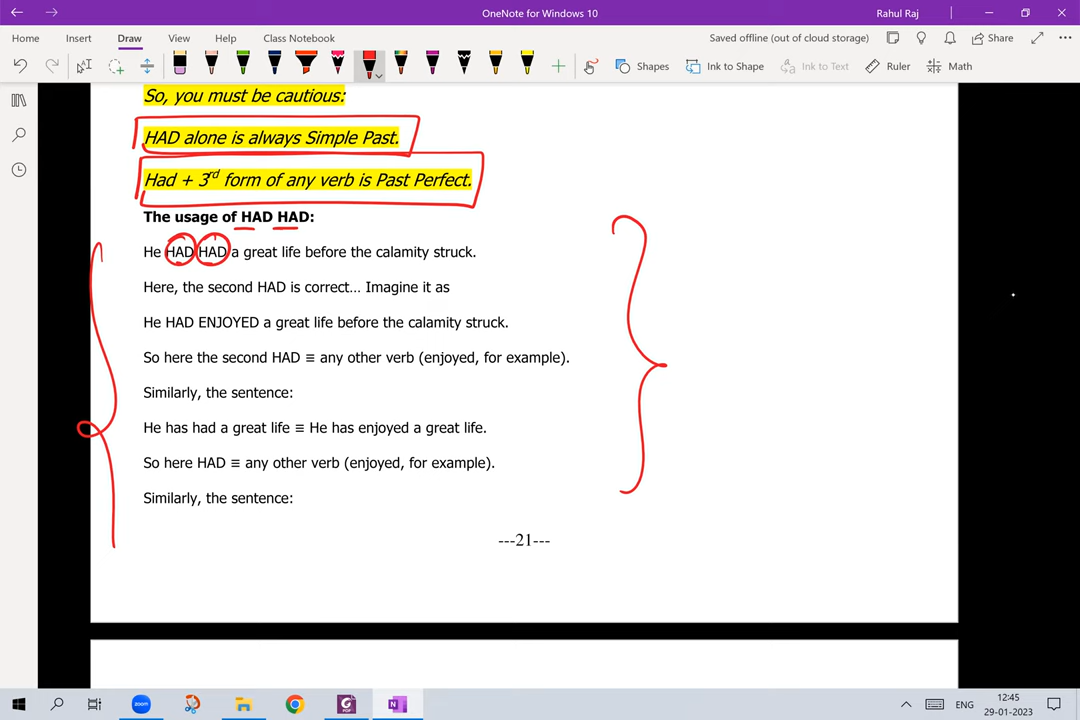 OneNote for Windows 10
Rahul Raj
Home
Insert
Draw
View
Help
Class Notebook
Saved offline (out of cloud storage)
Share
Shapes
Ink to Shape
Ink to Text
Ruler
Math
So, you must be cautious:
HAD alone is always Simple Past.
Had + 3rd form of any verb is Past Perfect.
The usage of HAD HAD:
He HAD HAD a great life before the calamity struck.
Here, the second HAD is correct… Imagine it as
He HAD ENJOYED a great life before the calamity struck.
So here the second HAD ≡ any other verb (enjoyed, for example).
Similarly, the sentence:
He has had a great life ≡ He has enjoyed a great life.
So here HAD ≡ any other verb (enjoyed, for example).
Similarly, the sentence:
---21---
zoom
PDF
N
ENG
12:45
29-01-2023